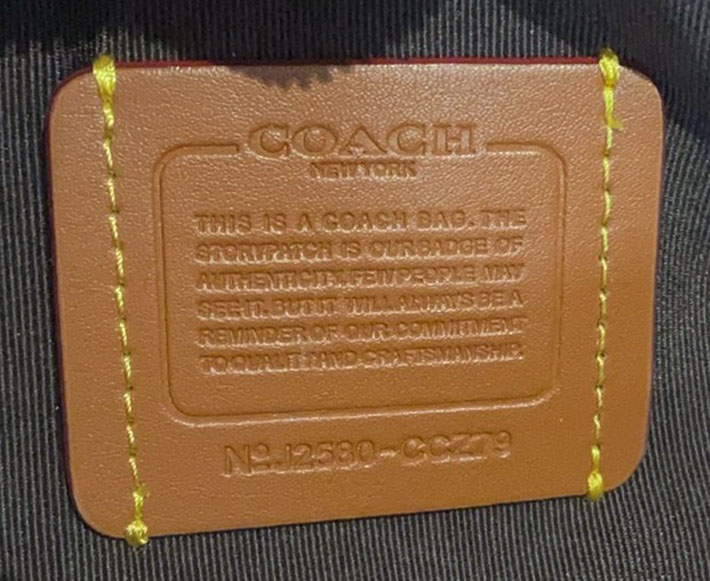 COACH
NEW YORK
THIS IS A COACH BAG. THE
STORYPATCH IS OUR BADGE OF
AUTHENTICITY. FEW PEOPLE MAY
SEE IT. BUT IT WILL ALWAYS BE A
REMINDER OF OUR COMMITMENT
TO QUALITY AND CRAFTSMANSHIP.
Nº J2580-CCZ79